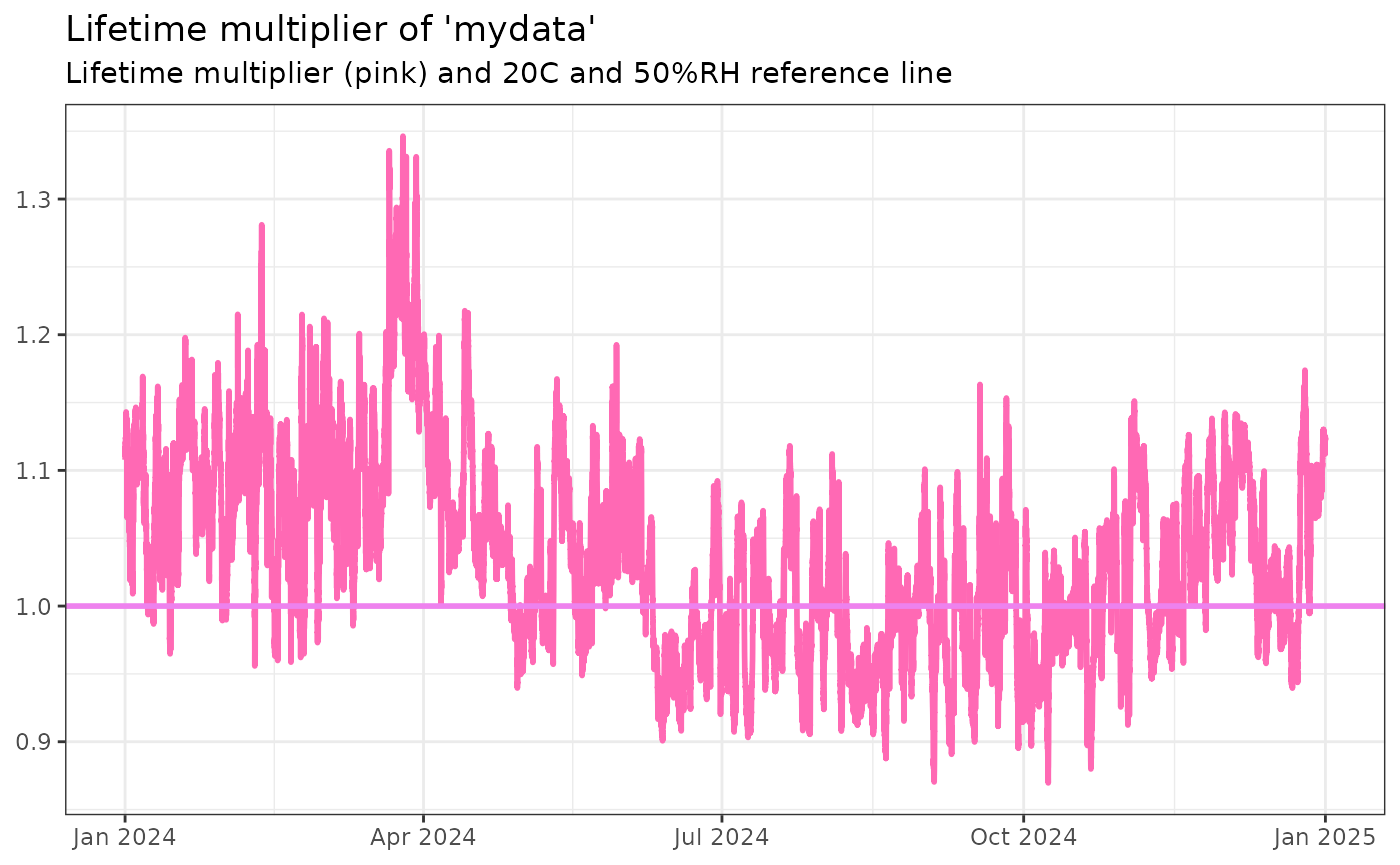 Lifetime multiplier of 'mydata'
Lifetime multiplier (pink) and 20C and 50%RH reference line
1.3
1.2
1.1
1.0
0.9
Jan 2024 Apr 2024 Jul 2024 Oct 2024 Jan 2025